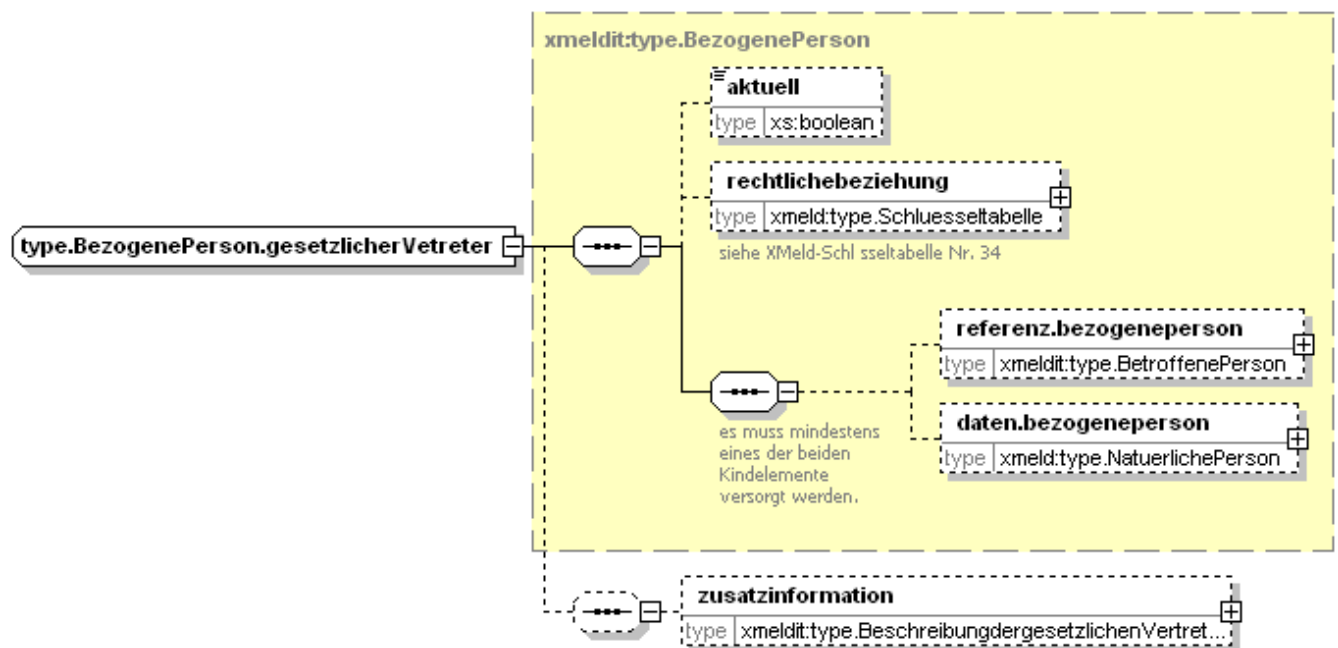 xmeldit:type.BezogenePerson
aktuell
type xs:boolean
rechtlichebeziehung
type xmeld:type.Schluesseltabelle
siehe XMeld-Schl sseltabelle Nr. 34
type.BezogenePerson.gesetzlicherVetreter
referenz.bezogeneperson
type xmeldit:type.BetroffenePerson
daten.bezogeneperson
type xmeld:type.NatuerlichePerson
es muss mindestens
eines der beiden
Kindelemente
versorgt werden.
zusatzinformation
type xmeldit:type.BeschreibungdergesetzlichenVertret...